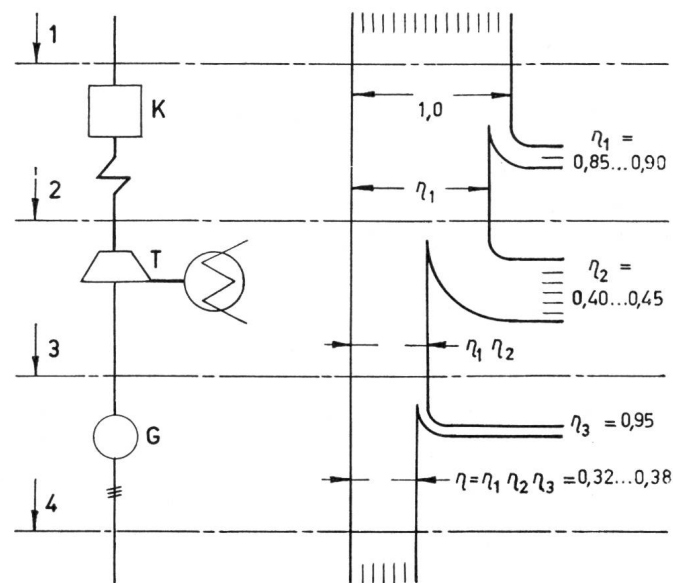 1
K
1,0
η₁ =
0,85...0,90
2
η₁
T
η₂ =
0,40...0,45
3
η₁ η₂
G
η₃ = 0,95
4
η = η₁ η₂ η₃ = 0,32...0,38